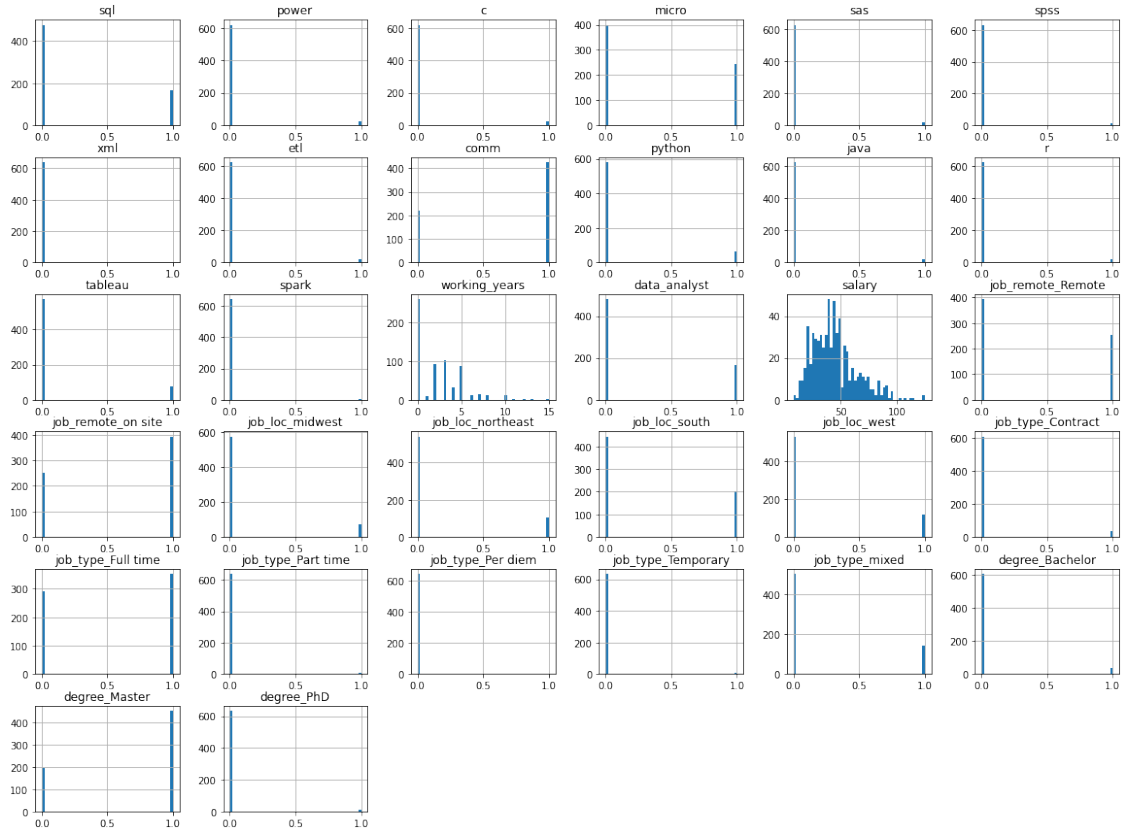 sql power c micro sas spss
400 200 0 600 400 200 0 600 400 200 0 400 300 200 100 0 600 400 200 0 600 400 200 0
0.0 0.5 1.0 0.0 0.5 1.0 0.0 0.5 1.0 0.0 0.5 1.0 0.0 0.5 1.0 0.0 0.5 1.0
xml etl comm python java r
600 400 200 0 600 400 200 0 400 300 200 100 0 600 400 200 0 600 400 200 0 600 400 200 0
0.0 0.5 1.0 0.0 0.5 1.0 0.0 0.5 1.0 0.0 0.5 1.0 0.0 0.5 1.0 0.0 0.5 1.0
tableau spark working_years data_analyst salary job_remote_Remote
400 200 0 600 400 200 0 200 100 0 400 200 0 40 20 0 400 300 200 100 0
0.0 0.5 1.0 0.0 0.5 1.0 0 5 10 15 0.0 0.5 1.0 50 100 0.0 0.5 1.0
job_remote_on site job_loc_midwest job_loc_northeast job_loc_south job_loc_west job_type_Contract
400 300 200 100 0 600 400 200 0 400 200 0 400 200 0 400 200 0 600 400 200 0
0.0 0.5 1.0 0.0 0.5 1.0 0.0 0.5 1.0 0.0 0.5 1.0 0.0 0.5 1.0 0.0 0.5 1.0
job_type_Full time job_type_Part time job_type_Per diem job_type_Temporary job_type_mixed degree_Bachelor
300 200 100 0 600 400 200 0 600 400 200 0 600 400 200 0 400 200 0 600 400 200 0
0.0 0.5 1.0 0.0 0.5 1.0 0.0 0.5 1.0 0.0 0.5 1.0 0.0 0.5 1.0 0.0 0.5 1.0
degree_Master degree_PhD
400 300 200 100 0 600 400 200 0
0.0 0.5 1.0 0.0 0.5 1.0